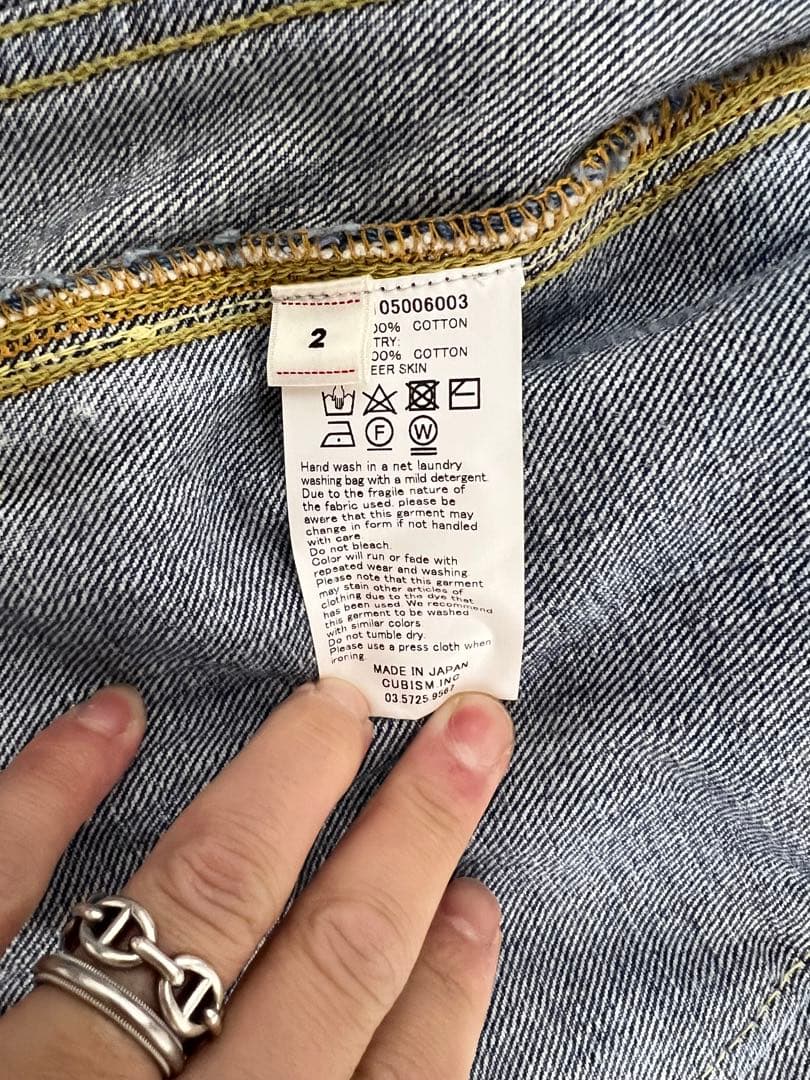 2
05006003
00% COTTON
TRY:
00% COTTON
EER SKIN
F W
Hand wash in a net laundry
washing bag with a mild detergent.
Due to the fragile nature of
the fabric used, please be
aware that this garment may
change in form if not handled
with care.
Do not bleach.
Color will run or fade with
repeated wear and washing
Please note that this garment
may stain other articles of
clothing due to the dye that
has been used. We recommend
this garment to be washed
with similar colors.
Do not tumble dry.
Please use a press cloth when
ironing.
MADE IN JAPAN
CUBISM.INC
03.5725.9567